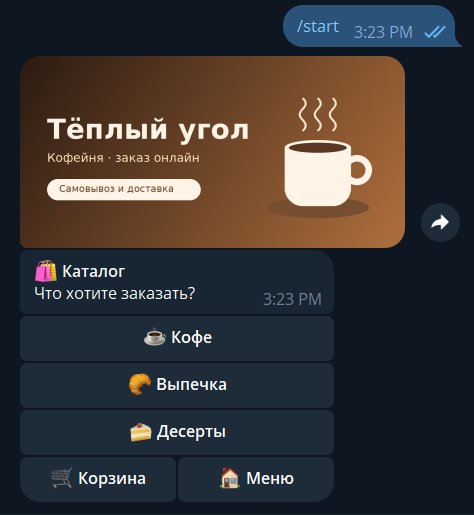 /start 3:23 PM
Тёплый угол
Кофейня · заказ онлайн
Самовывоз и доставка
🛍️ Каталог
Что хотите заказать? 3:23 PM
☕ Кофе
🥐 Выпечка
🍰 Десерты
🛒 Корзина
🏠 Меню